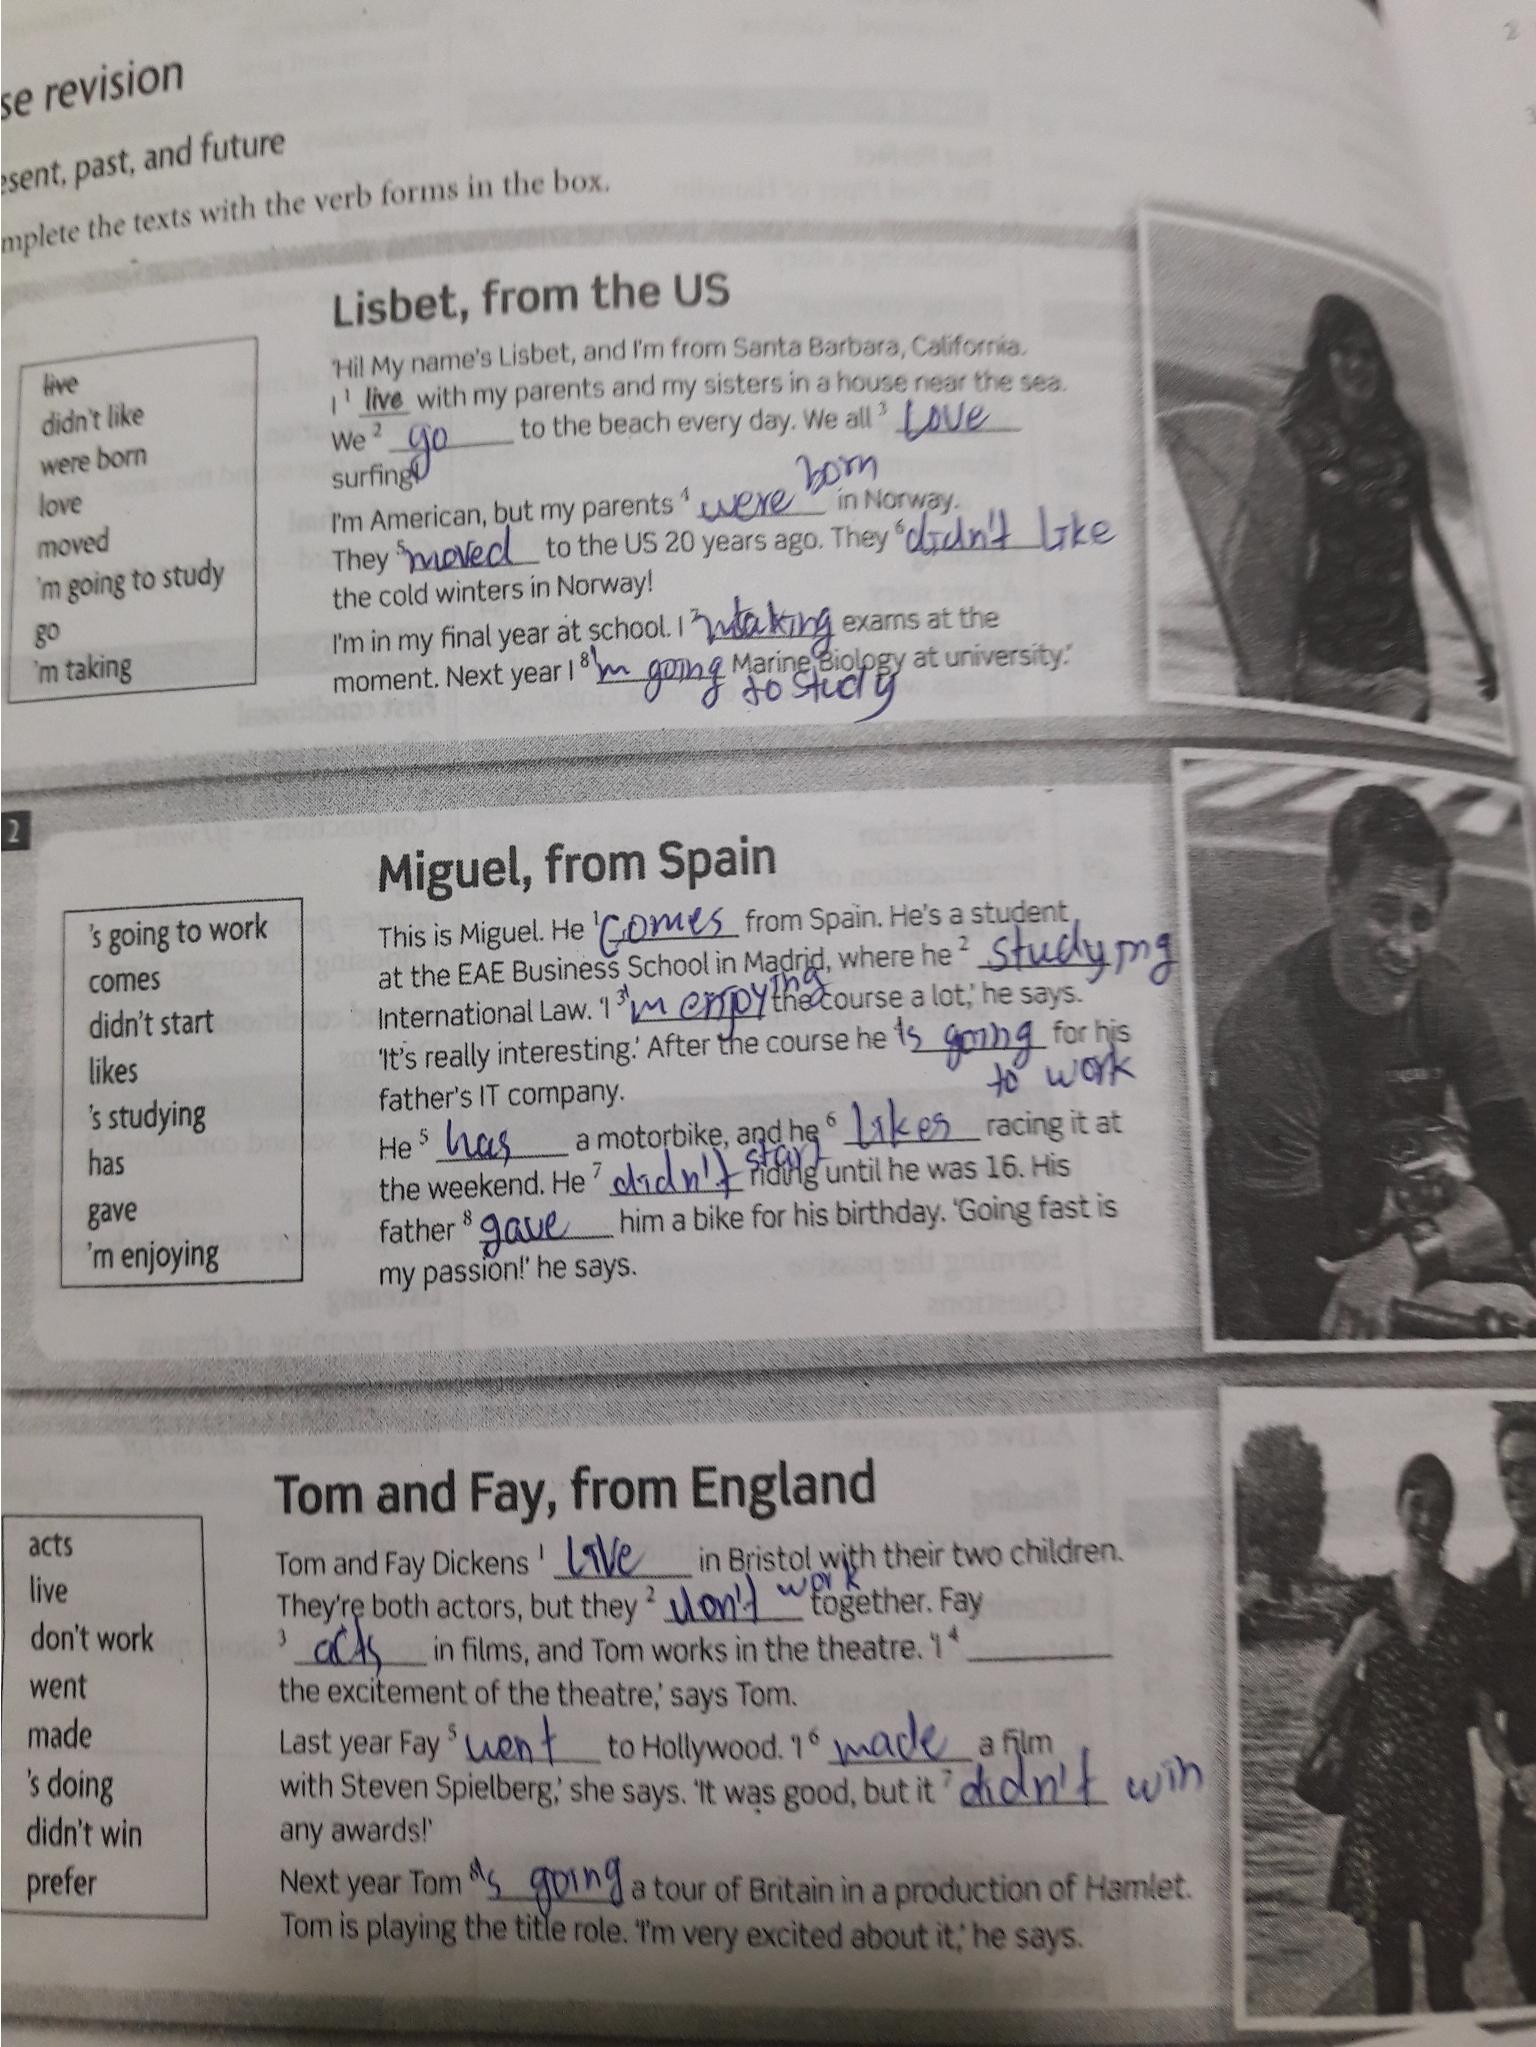 se revision
esent, past, and future
mplete the texts with the verb forms in the box.
Lisbet, from the US
live
didn't like
were born
love
moved
'm going to study
go
'm taking
'Hi! My name's Lisbet, and I'm from Santa Barbara, California.
I 1 live with my parents and my sisters in a house near the sea.
We 2 go to the beach every day. We all 3 Love
surfing!
I'm American, but my parents 4 were born in Norway.
They 5 moved to the US 20 years ago. They 6 didn't like
the cold winters in Norway!
I'm in my final year at school. I 7 'm taking exams at the
moment. Next year I 8 'm going to study Marine Biology at university.'
2
Miguel, from Spain
's going to work
comes
didn't start
likes
's studying
has
gave
'm enjoying
This is Miguel. He 1 comes from Spain. He's a student
at the EAE Business School in Madrid, where he 2 studying
International Law. 'I 3 'm enjoying the course a lot,' he says.
'It's really interesting.' After the course he 's going to work for his
father's IT company.
He 5 has a motorbike, and he 6 likes racing it at
the weekend. He 7 didn't start riding until he was 16. His
father 8 gave him a bike for his birthday. 'Going fast is
my passion!' he says.
Tom and Fay, from England
acts
live
don't work
went
made
's doing
didn't win
prefer
Tom and Fay Dickens 1 live in Bristol with their two children.
They're both actors, but they 2 don't work together. Fay
3 acts in films, and Tom works in the theatre. 'I 4
the excitement of the theatre,' says Tom.
Last year Fay 5 went to Hollywood. 'I 6 made a film
with Steven Spielberg,' she says. 'It was good, but it 7 didn't win
any awards!'
Next year Tom 8 's going a tour of Britain in a production of Hamlet.
Tom is playing the title role. 'I'm very excited about it,' he says.